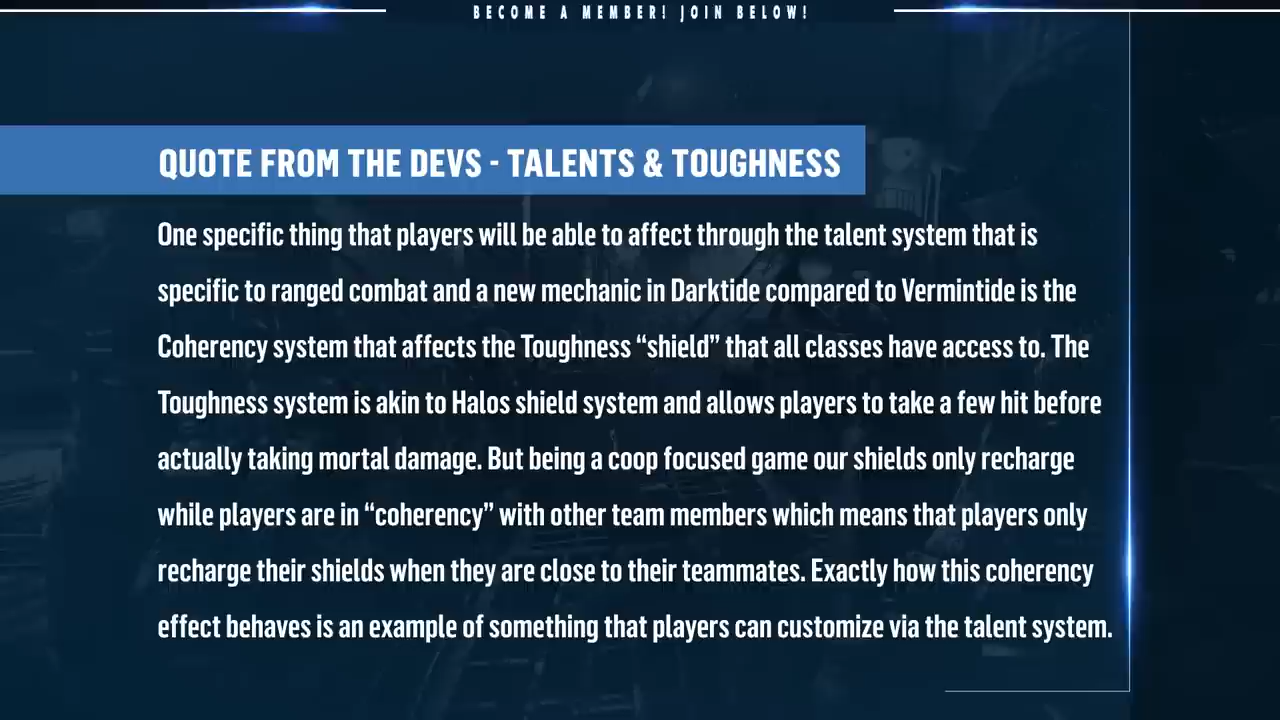 BECOME A MEMBER! JOIN BELOW!
QUOTE FROM THE DEVS - TALENTS & TOUGHNESS
One specific thing that players will be able to affect through the talent system that is
specific to ranged combat and a new mechanic in Darktide compared to Vermintide is the
Coherency system that affects the Toughness “shield” that all classes have access to. The
Toughness system is akin to Halos shield system and allows players to take a few hit before
actually taking mortal damage. But being a coop focused game our shields only recharge
while players are in “coherency” with other team members which means that players only
recharge their shields when they are close to their teammates. Exactly how this coherency
effect behaves is an example of something that players can customize via the talent system.